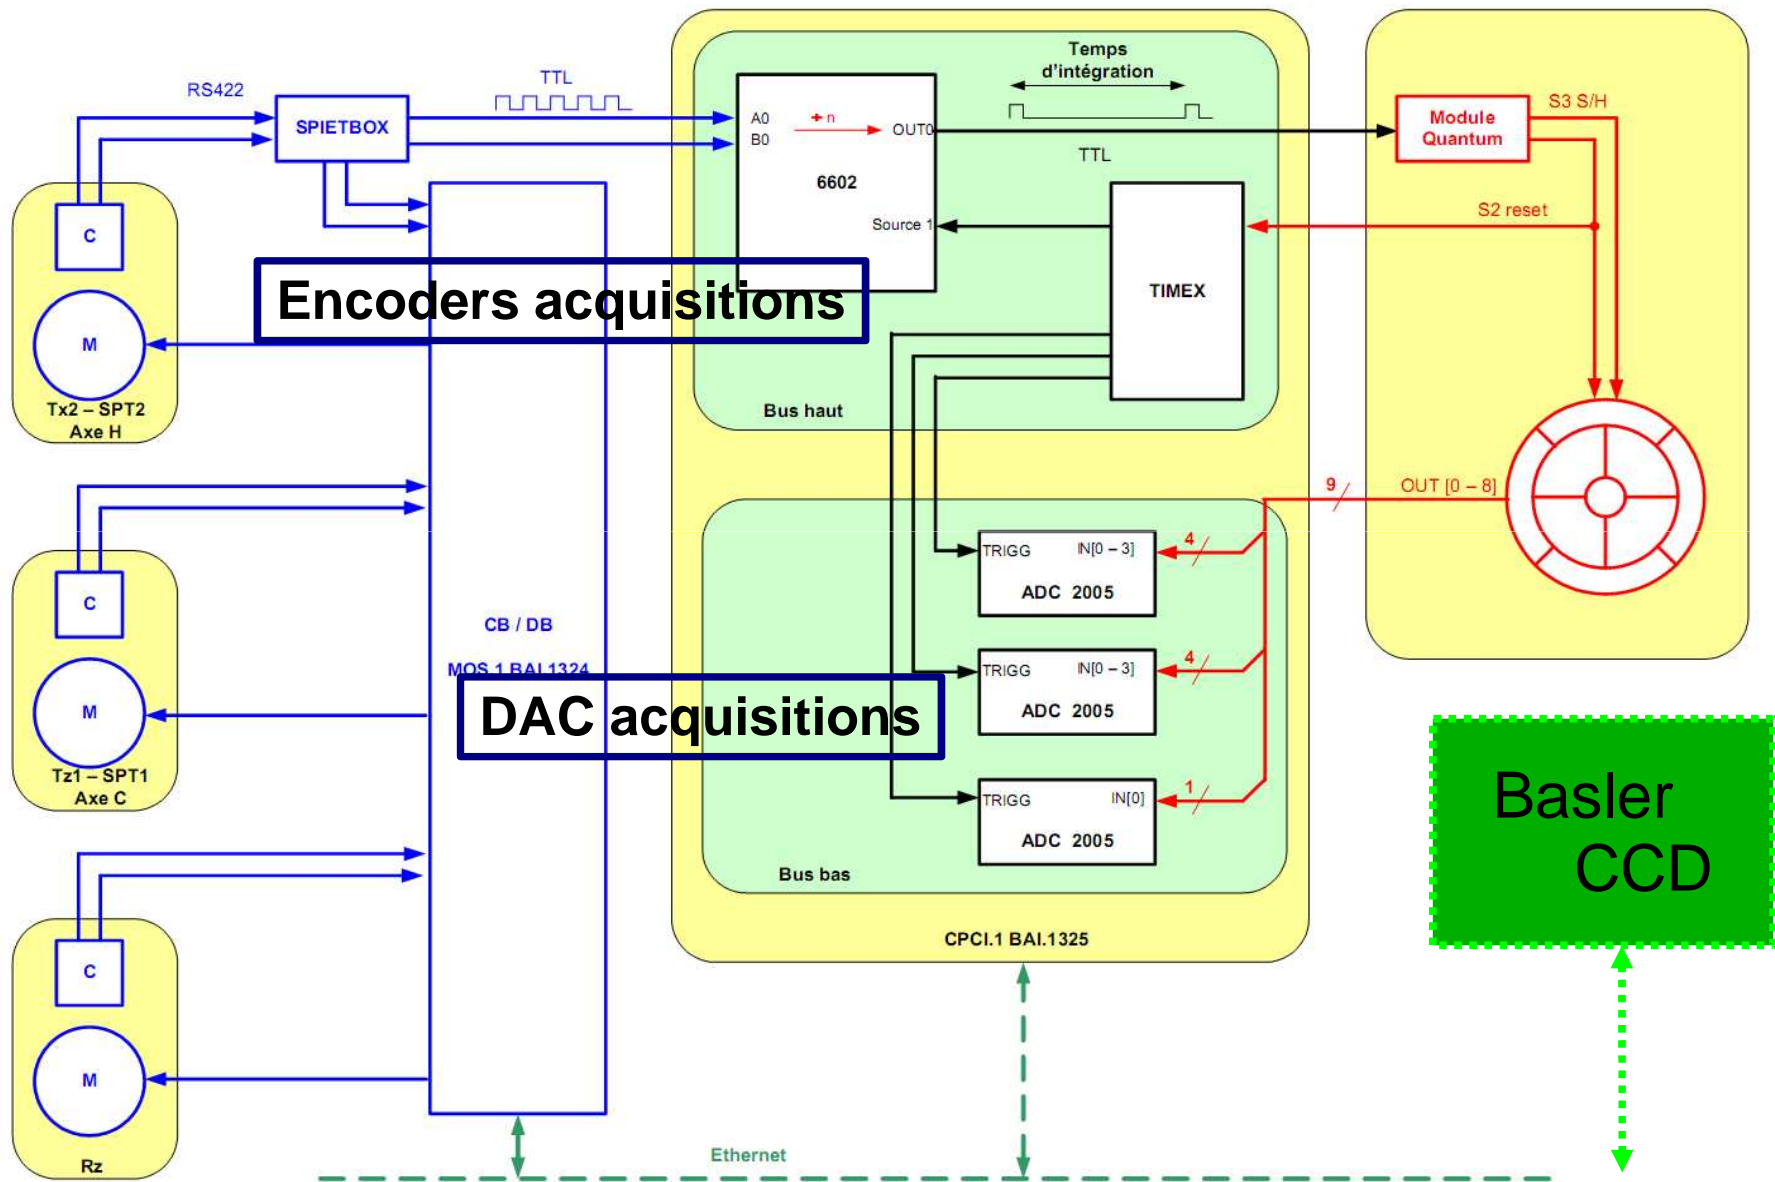 RS422
TTL
SPIETBOX
C
M
Tx2 – SPT2
Axe H
C
M
Tz1 – SPT1
Axe C
C
M
Rz
CB / DB
MOS.1 BAI.1324
Encoders acquisitions
DAC acquisitions
Temps
d'intégration
A0
B0
+ n
OUT0
6602
Source 1
TTL
TIMEX
Bus haut
TRIGG
IN[0 – 3]
ADC 2005
4
TRIGG
IN[0 – 3]
ADC 2005
4
TRIGG
IN[0]
ADC 2005
1
Bus bas
CPCI.1 BAI.1325
Module
Quantum
S3 S/H
S2 reset
9
OUT [0 – 8]
Basler
CCD
Ethernet